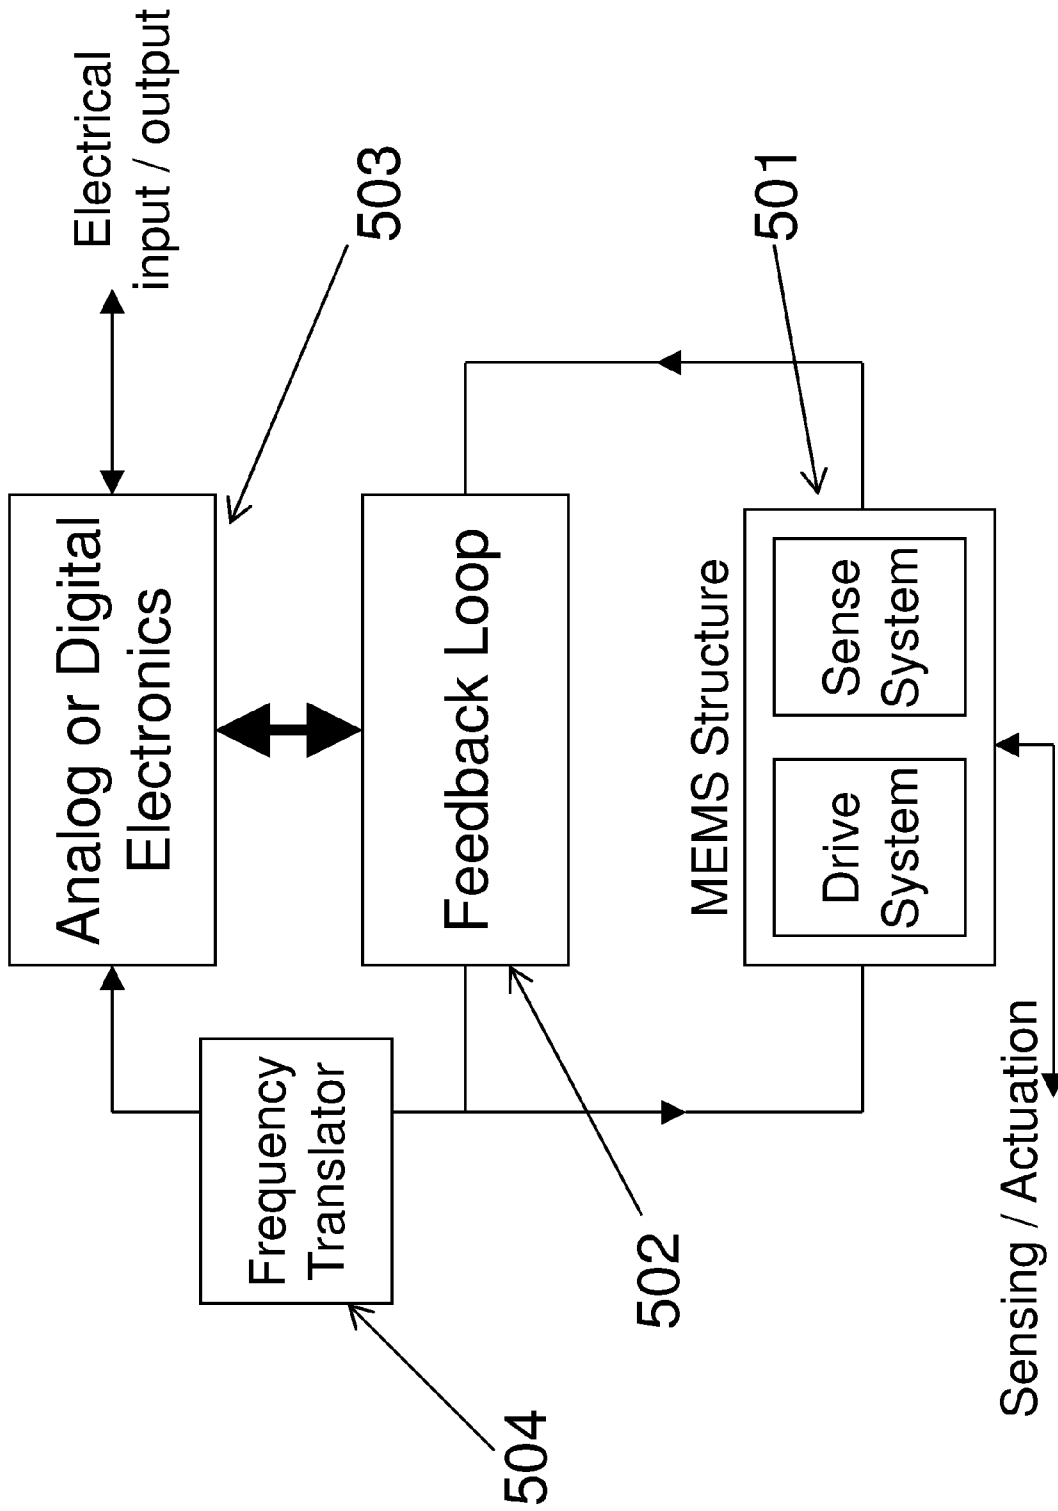 Electrical
input / output
503
Analog or Digital
Electronics
501
Feedback Loop
Frequency
Translator
MEMS Structure
Drive
System
Sense
System
502
504
Sensing / Actuation